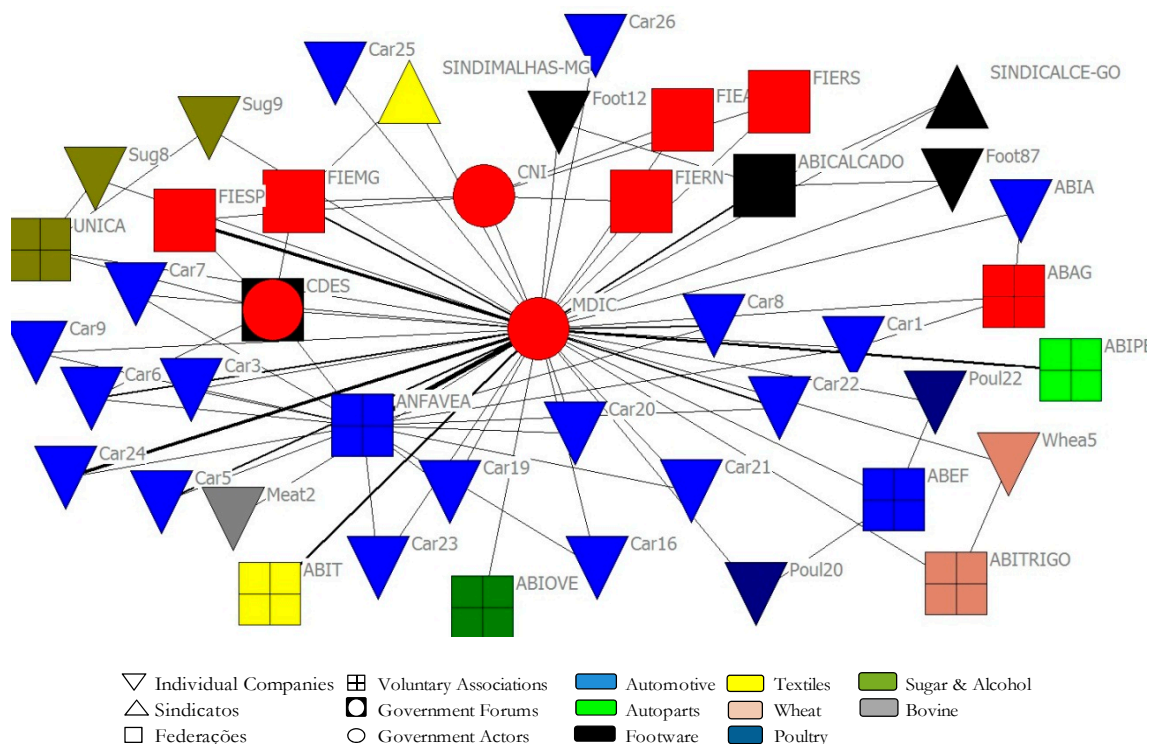 Car26
Car25
SINDIMALHAS-MG
FIERS
SINDICALCE-GO
Sug9
Foot12
FIEA
Sug8
CNI
ABICALCADO
Foot87
FIESP
FIEMG
FIERN
ABIA
UNICA
Car7
CDES
MDIC
Car8
ABAG
Car9
Car1
ABIPE
Car6
Car3
Car22
Poul22
ANFAVEA
Car20
Whea5
Car24
Car5
Car19
Car21
ABEF
Meat2
Car23
Car16
ABIT
ABIOVE
Poul20
ABITRIGO
Individual Companies Voluntary Associations Automotive Textiles Sugar & Alcohol
Sindicatos Government Forums Autoparts Wheat Bovine
Federações Government Actors Footware Poultry